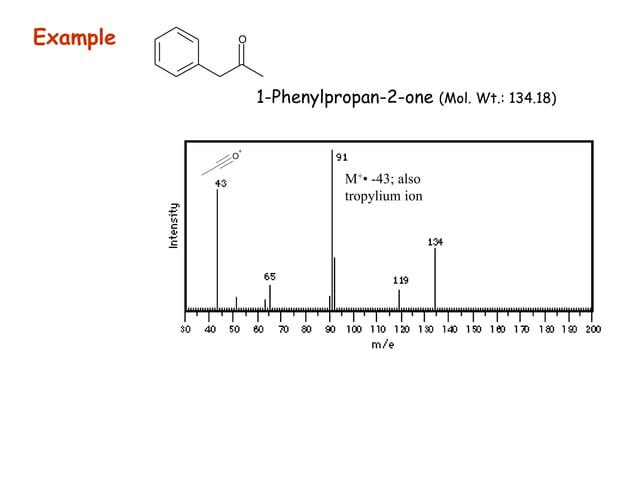 Example
O
1-Phenylpropan-2-one (Mol. Wt.: 134.18)
O+
91
M+• -43; also
tropylium ion
43
134
65
119
Intensity
30 40 50 60 70 80 90 100 110 120 130 140 150 160 170 180 190 200
m/e